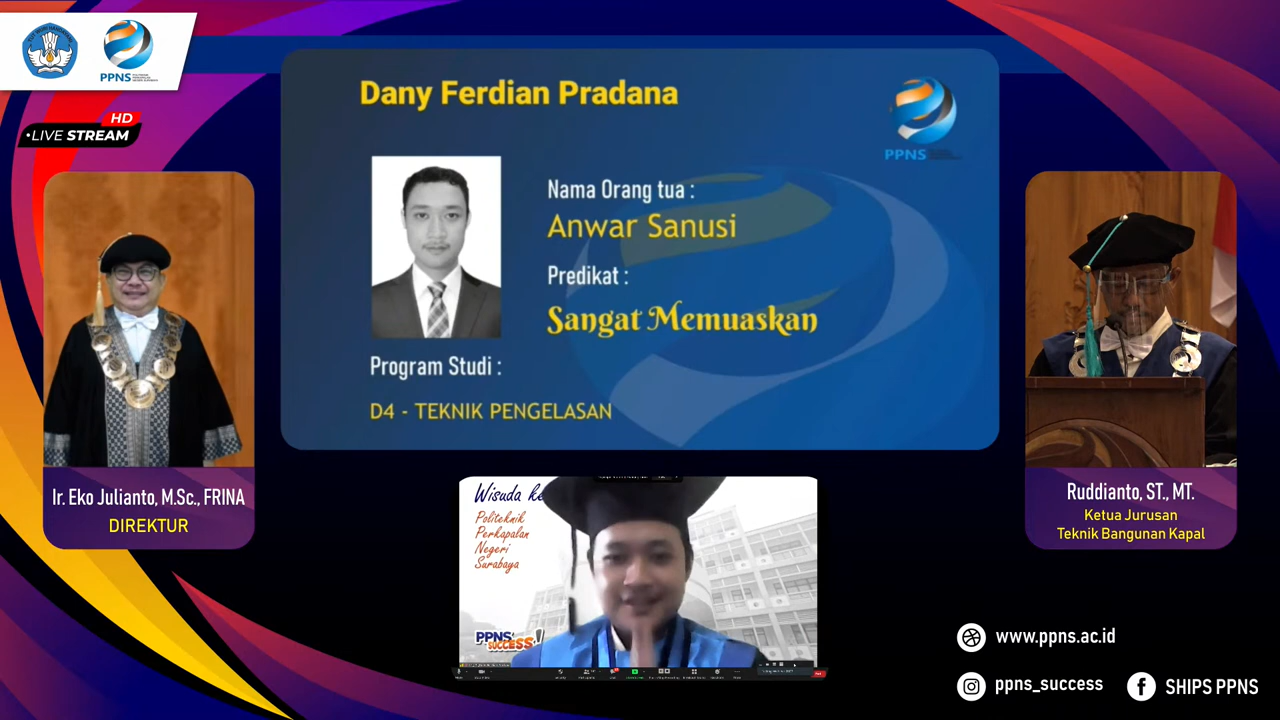 PPNS
HD
LIVE STREAM
Dany Ferdian Pradana
PPNS
Nama Orang tua :
Anwar Sanusi
Predikat :
Sangat Memuaskan
Program Studi :
D4 - TEKNIK PENGELASAN
Ir. Eko Julianto, M.Sc., FRINA
DIREKTUR
Ruddianto, ST., MT.
Ketua Jurusan
Teknik Bangunan Kapal
Wisuda ke
Politeknik
Perkapalan
Negeri
Surabaya
PPNS
SUCCESS!
www.ppns.ac.id
ppns_success
SHIPS PPNS